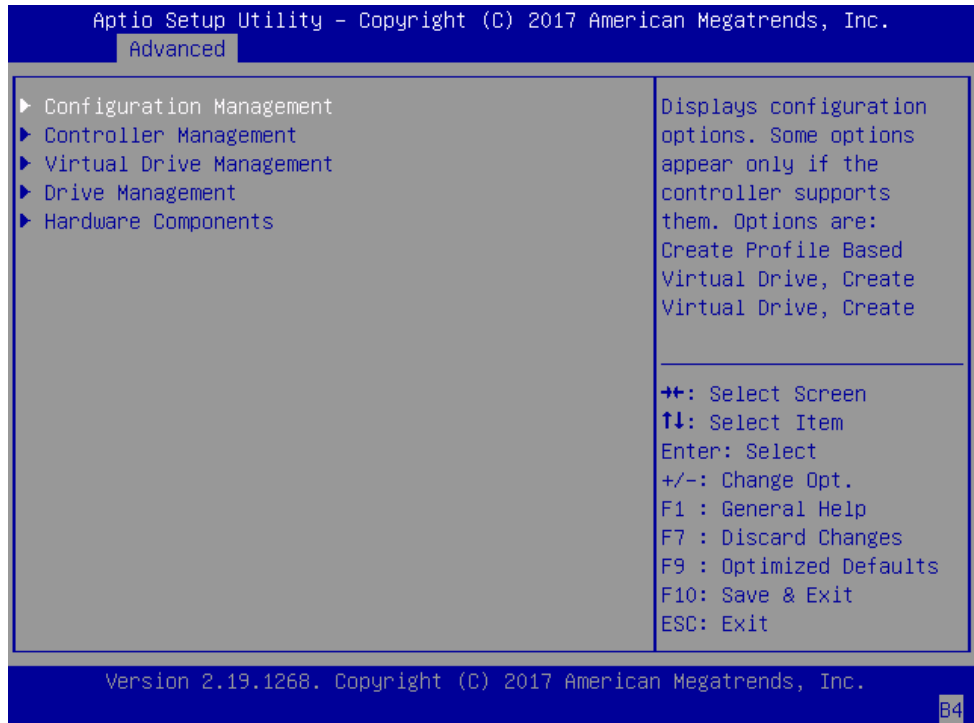 Aptio Setup Utility – Copyright (C) 2017 American Megatrends, Inc.
Advanced
▶ Configuration Management
▶ Controller Management
▶ Virtual Drive Management
▶ Drive Management
▶ Hardware Components
Displays configuration
options. Some options
appear only if the
controller supports
them. Options are:
Create Profile Based
Virtual Drive, Create
Virtual Drive, Create
→←: Select Screen
↑↓: Select Item
Enter: Select
+/-: Change Opt.
F1 : General Help
F7 : Discard Changes
F9 : Optimized Defaults
F10: Save & Exit
ESC: Exit
Version 2.19.1268. Copyright (C) 2017 American Megatrends, Inc.
B4